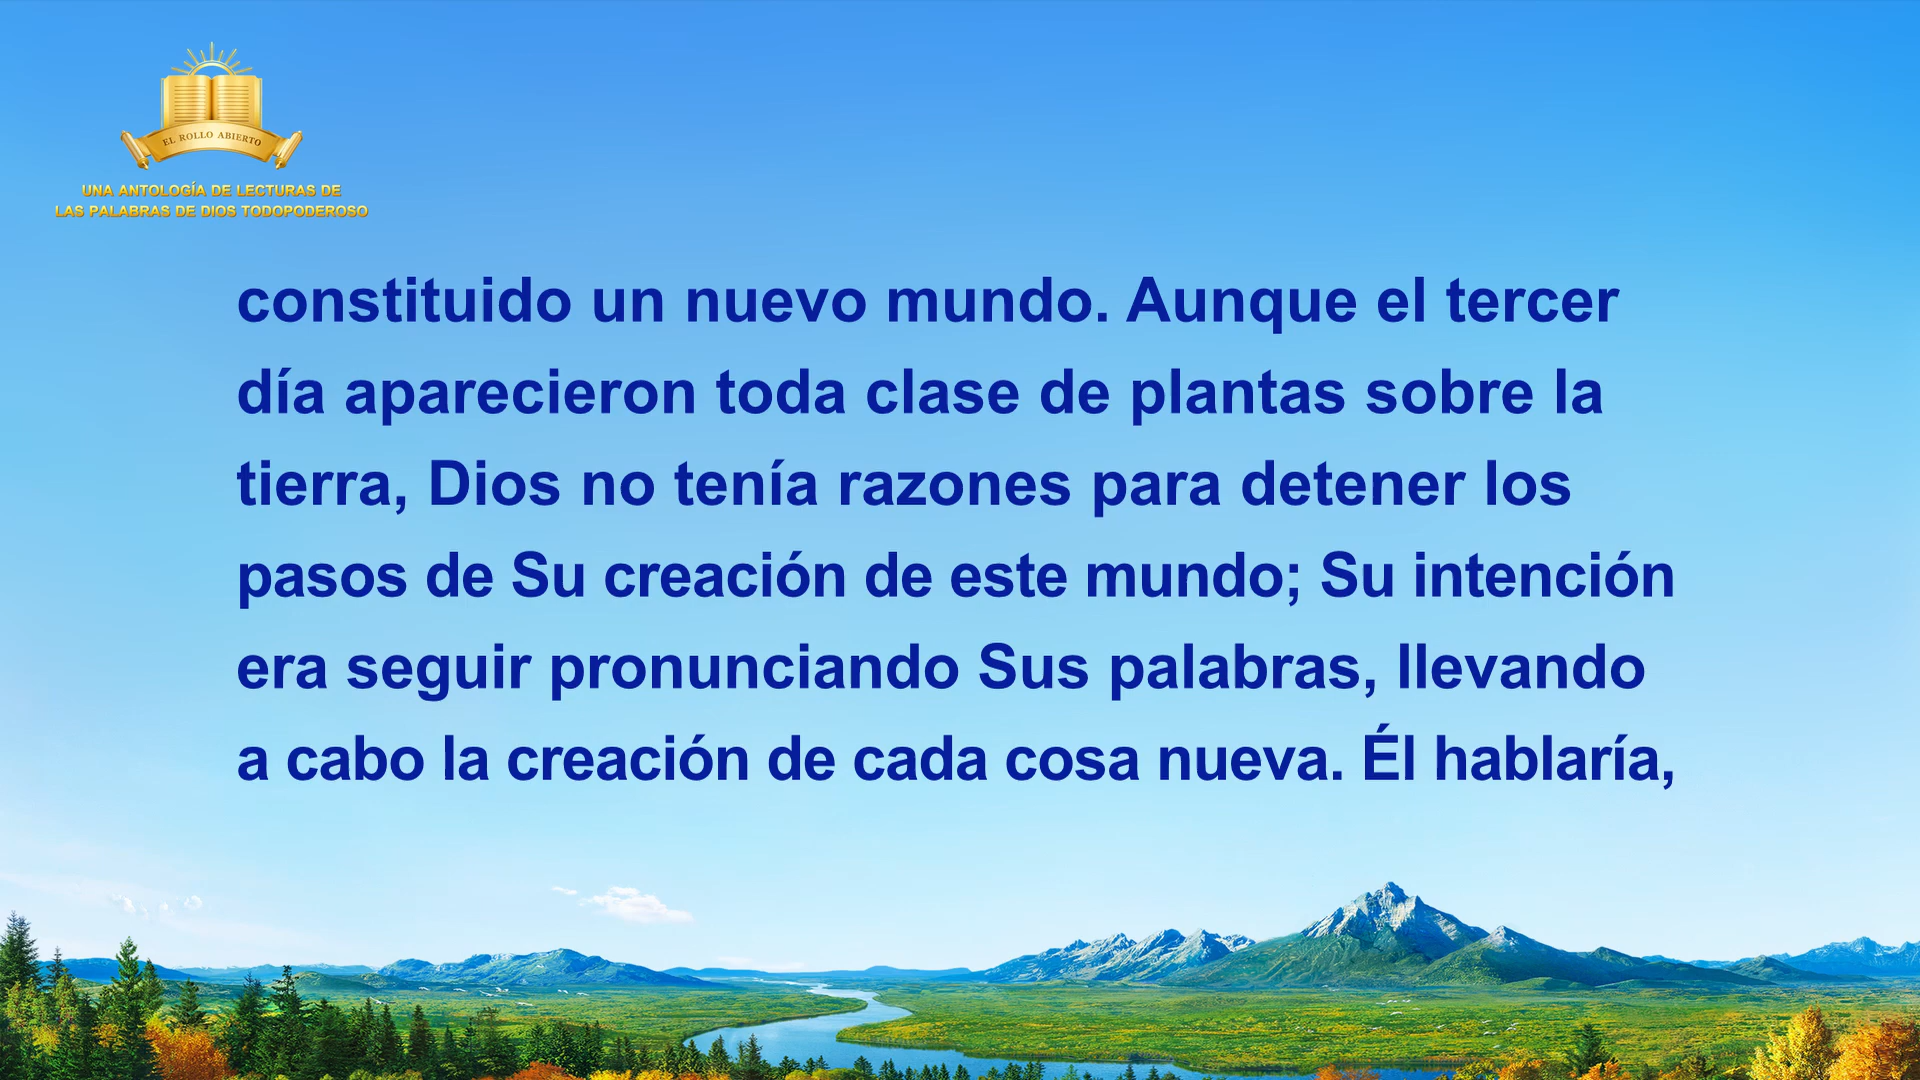 EL ROLLO ABIERTO
UNA ANTOLOGÍA DE LECTURAS DE
LAS PALABRAS DE DIOS TODOPODEROSO
constituido un nuevo mundo. Aunque el tercer
día aparecieron toda clase de plantas sobre la
tierra, Dios no tenía razones para detener los
pasos de Su creación de este mundo; Su intención
era seguir pronunciando Sus palabras, llevando
a cabo la creación de cada cosa nueva. Él hablaría,